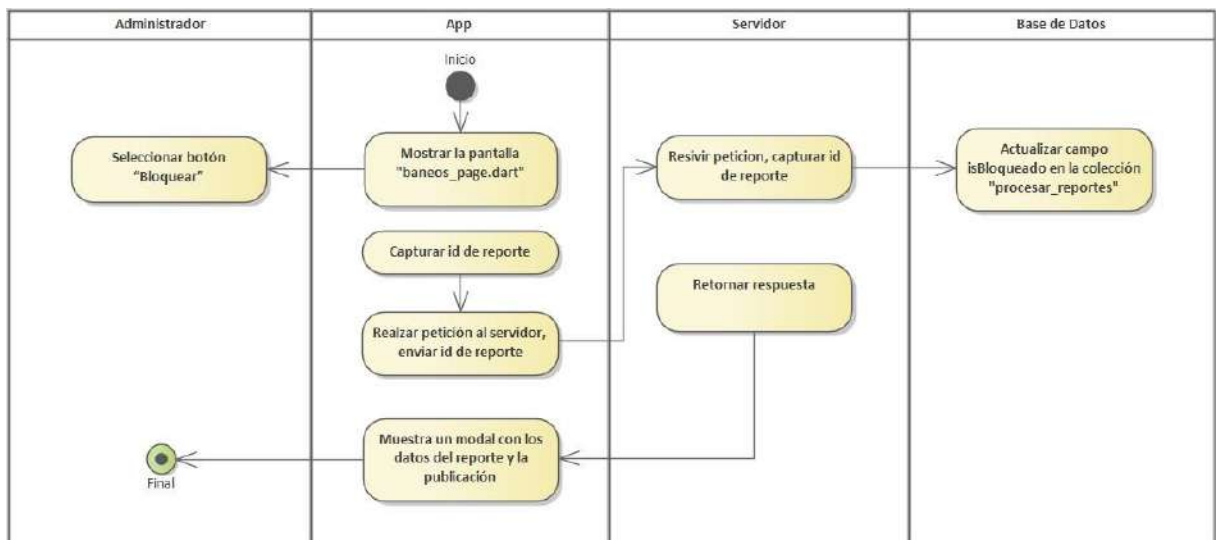 Administrador
App
Servidor
Base de Datos
Inicio
Seleccionar botón
“Bloquear”
Mostrar la pantalla
"baneos_page.dart"
Resivir peticion, capturar id
de reporte
Actualizar campo
isBloqueado en la colección
"procesar_reportes"
Capturar id de reporte
Retornar respuesta
Realzar petición al servidor,
enviar id de reporte
Muestra un modal con los
datos del reporte y la
publicación
Final